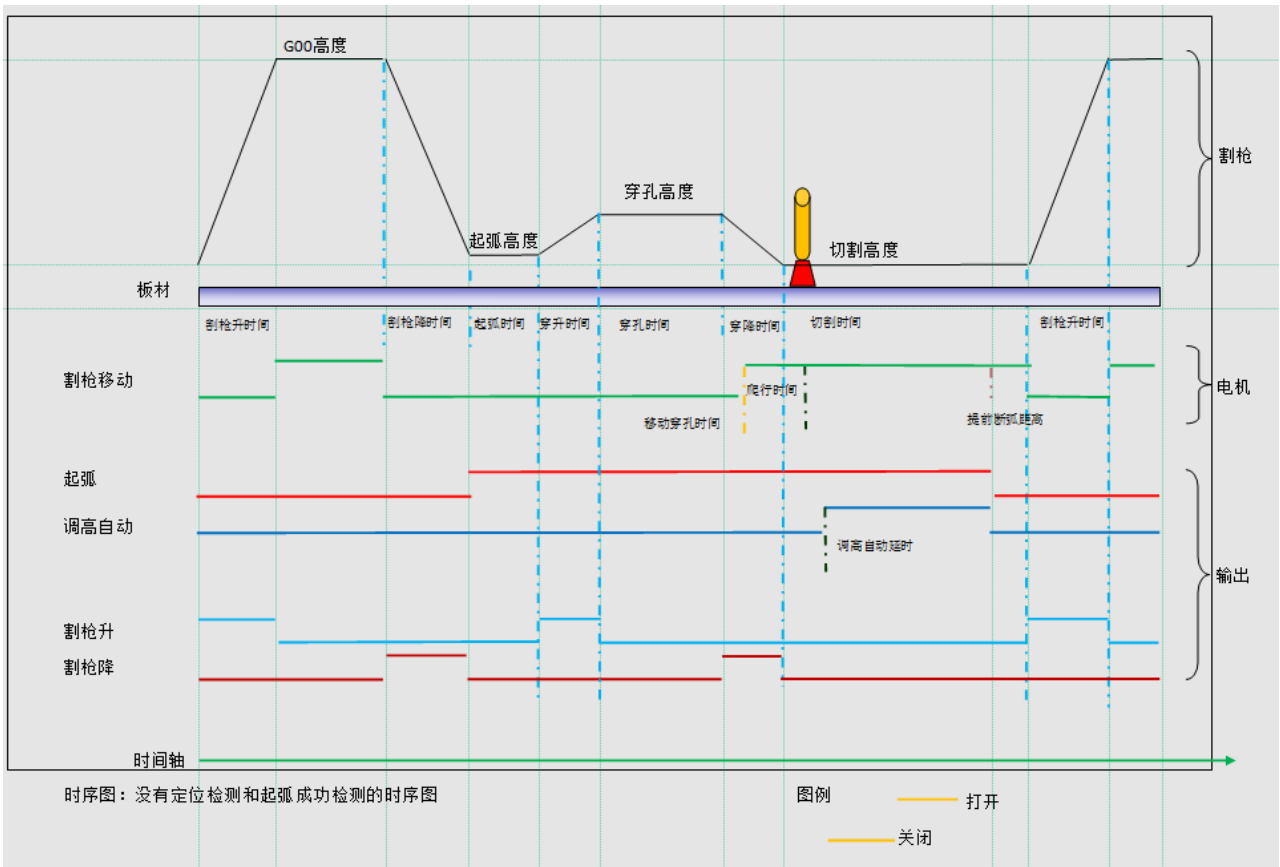 G00高度
割枪
穿孔高度
起弧高度
切割高度
板材
割枪升时间
割枪降时间
起弧时间
穿升时间
穿孔时间
穿降时间
切割时间
割枪升时间
割枪移动
爬行时间
电机
移动穿孔时间
提前断弧距离
起弧
调高自动
调高自动延时
输出
割枪升
割枪降
时间轴
时序图：没有定位检测和起弧成功检测的时序图
图例
打开
关闭